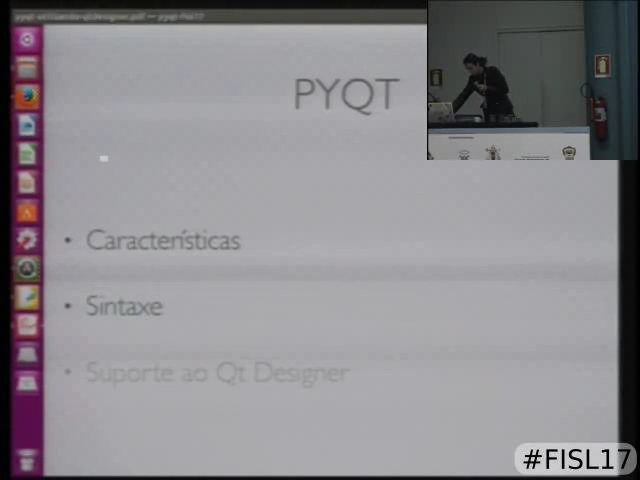 PYQT
• Características
• Sintaxe
• Suporte ao Qt Designer
#FISL17